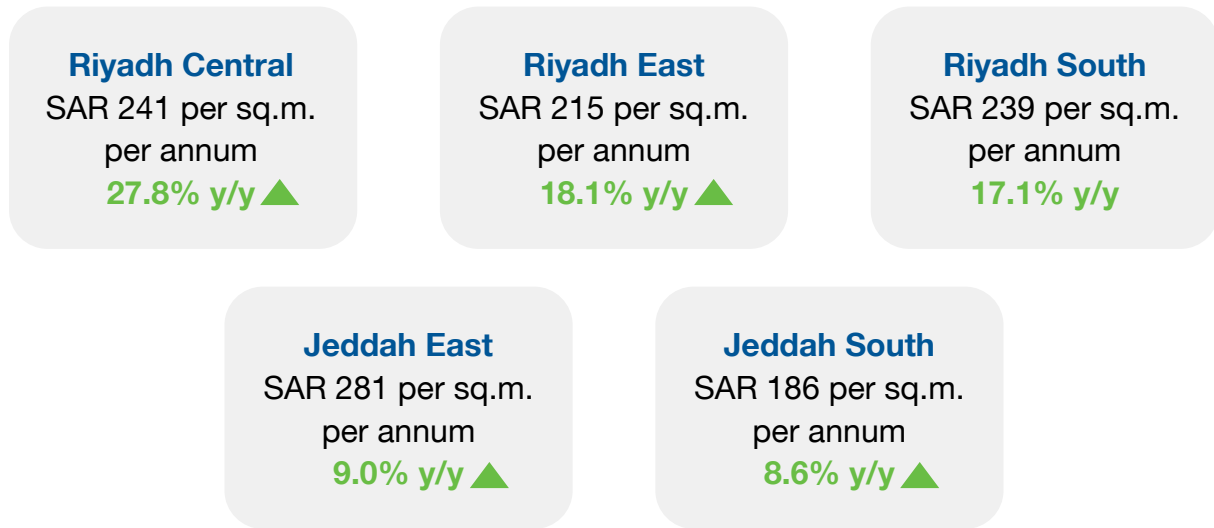 Riyadh Central
SAR 241 per sq.m.
per annum
27.8% y/y
Riyadh East
SAR 215 per sq.m.
per annum
18.1% y/y
Riyadh South
SAR 239 per sq.m.
per annum
17.1% y/y
Jeddah East
SAR 281 per sq.m.
per annum
9.0% y/y
Jeddah South
SAR 186 per sq.m.
per annum
8.6% y/y